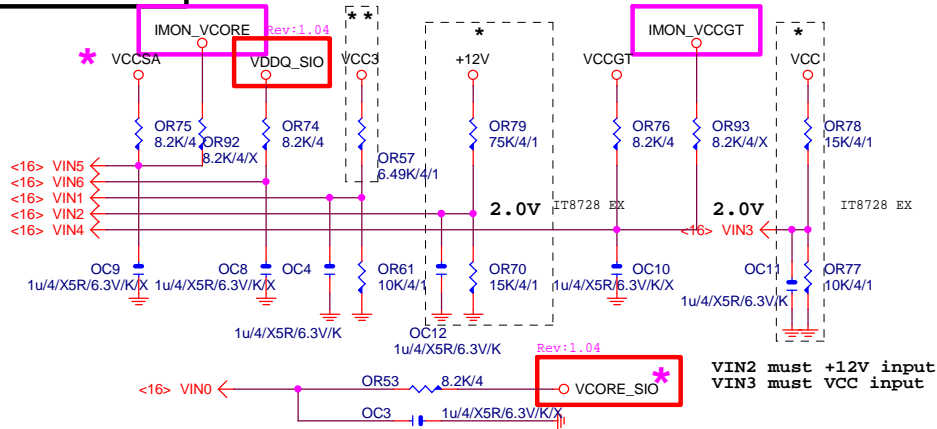 IMON_VCORE
Rev:1.04
**
*
IMON_VCCGT
*
*
VCCSA
VDDQ_SIO
VCC3
+12V
VCCGT
VCC
OR75
8.2K/4
OR92
8.2K/4/X
OR74
8.2K/4
OR57
6.49K/4/1
OR79
75K/4/1
OR76
8.2K/4
OR93
8.2K/4/X
OR78
15K/4/1
<16> VIN5
<16> VIN6
<16> VIN1
<16> VIN2
<16> VIN4
2.0V
IT8728 EX
2.0V
IT8728 EX
<16> VIN3
OC9
1u/4/X5R/6.3V/K/X
OC8
1u/4/X5R/6.3V/K/X
OC4
1u/4/X5R/6.3V/K
OR61
10K/4/1
OC12
1u/4/X5R/6.3V/K
OR70
15K/4/1
OC10
1u/4/X5R/6.3V/K/X
OC11
1u/4/X5R/6.3V/K
OR77
10K/4/1
Rev:1.04
<16> VIN0
OR53
8.2K/4
VCORE_SIO
*
OC3
1u/4/X5R/6.3V/K/X
VIN2 must +12V input
VIN3 must VCC input